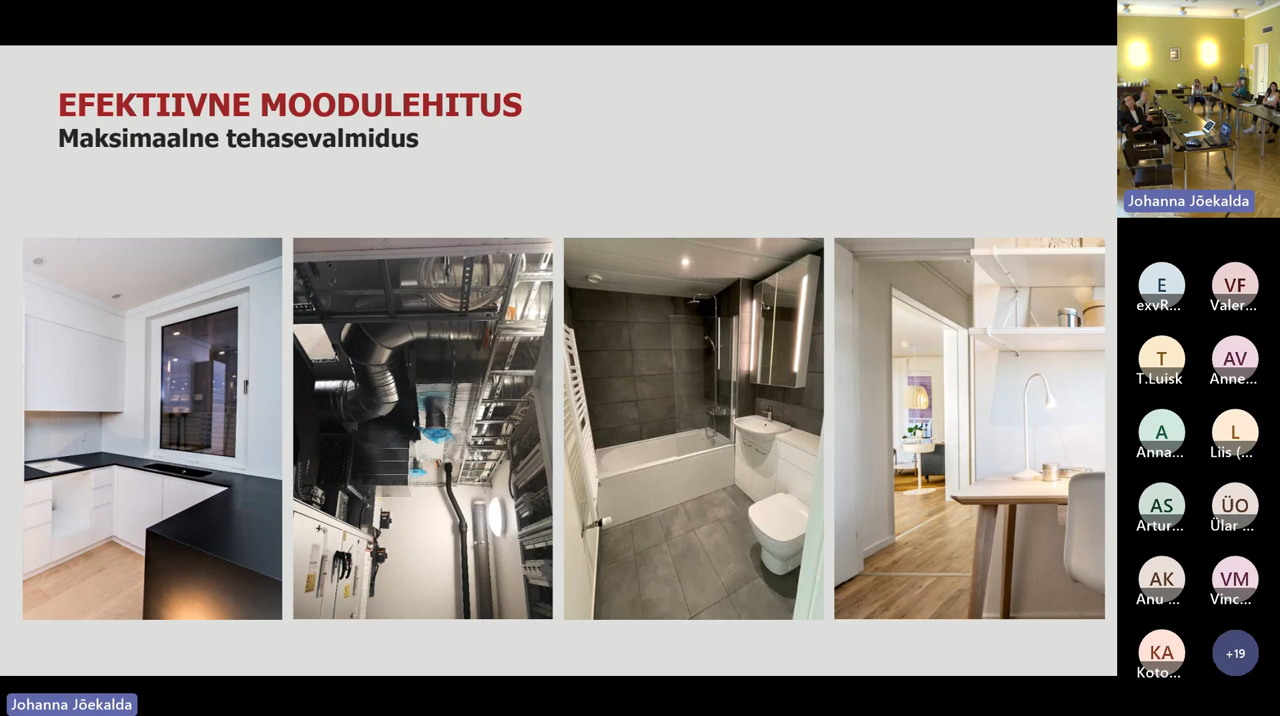 EFEKTIIVNE MOODULEHITUS
Maksimaalne tehasevalmidus
Johanna Jõekalda
E
exvR...
VF
Valer...
T
T.Luisk
AV
Anne...
A
Anna...
L
Liis (...
AS
Artur...
ÜO
Ülar ...
AK
Anu ...
VM
Vinc...
KA
Koto...
+19
Johanna Jõekalda